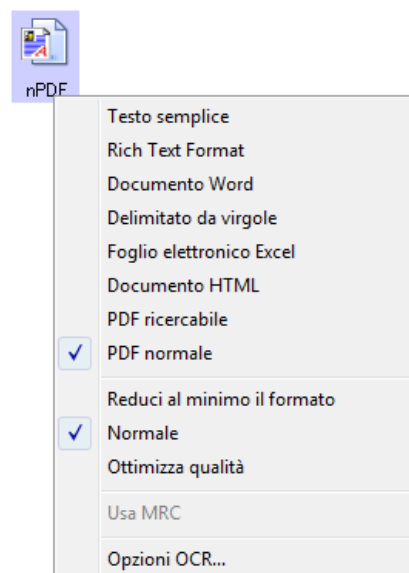 nPDF
Testo semplice
Rich Text Format
Documento Word
Delimitato da virgole
Foglio elettronico Excel
Documento HTML
PDF ricercabile
PDF normale
Reduci al minimo il formato
Normale
Ottimizza qualità
Usa MRC
Opzioni OCR...